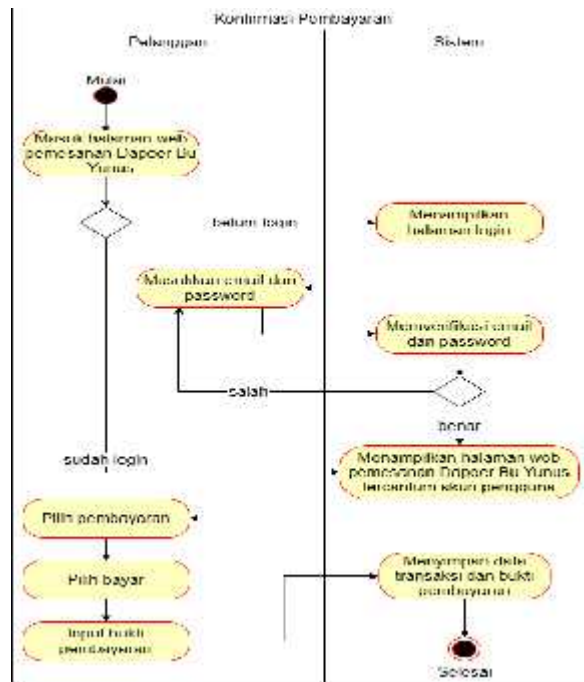 Konfirmasi Pembayaran
Pelanggan
Sistem
Mulai
Masuk halaman web
pemesanan Dapoer Bu
Yunus
belum login
Menampilkan
halaman login
Masukkan email dan
password
Memverifikasi email
dan password
salah
benar
sudah login
Menampilkan halaman web
pemesanan Dapoer Bu Yunus
tercantum akun pengguna
Pilih pembayaran
Pilih bayar
Menyimpan data
transaksi dan bukti
pembayaran
Input bukti
pembayaran
Selesai